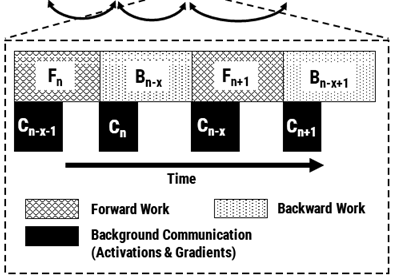 Fn Bn-x Fn+1 Bn-x+1
Cn-x-1 Cn Cn-x Cn+1
Time
Forward Work Backward Work
Background Communication
(Activations & Gradients)